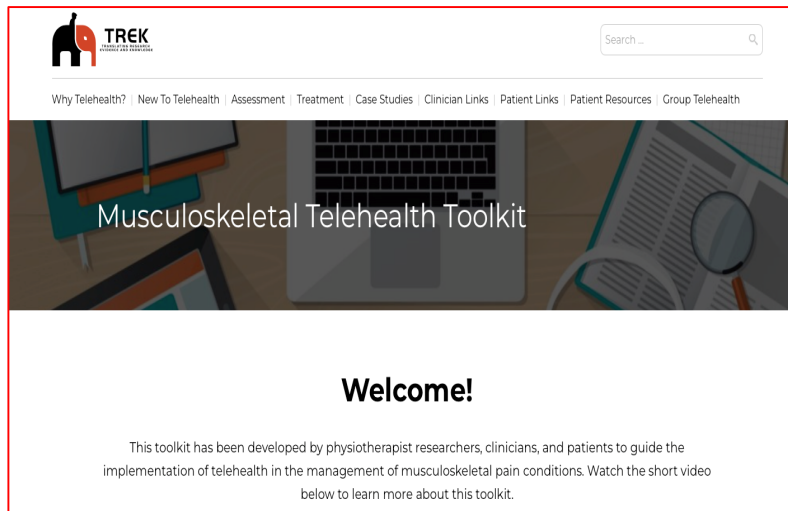 TREK
TRANSLATING RESEARCH
EVIDENCE AND KNOWLEDGE
Search ...
Why Telehealth? | New To Telehealth | Assessment | Treatment | Case Studies | Clinician Links | Patient Links | Patient Resources | Group Telehealth
Musculoskeletal Telehealth Toolkit
Welcome!
This toolkit has been developed by physiotherapist researchers, clinicians, and patients to guide the
implementation of telehealth in the management of musculoskeletal pain conditions. Watch the short video
below to learn more about this toolkit.